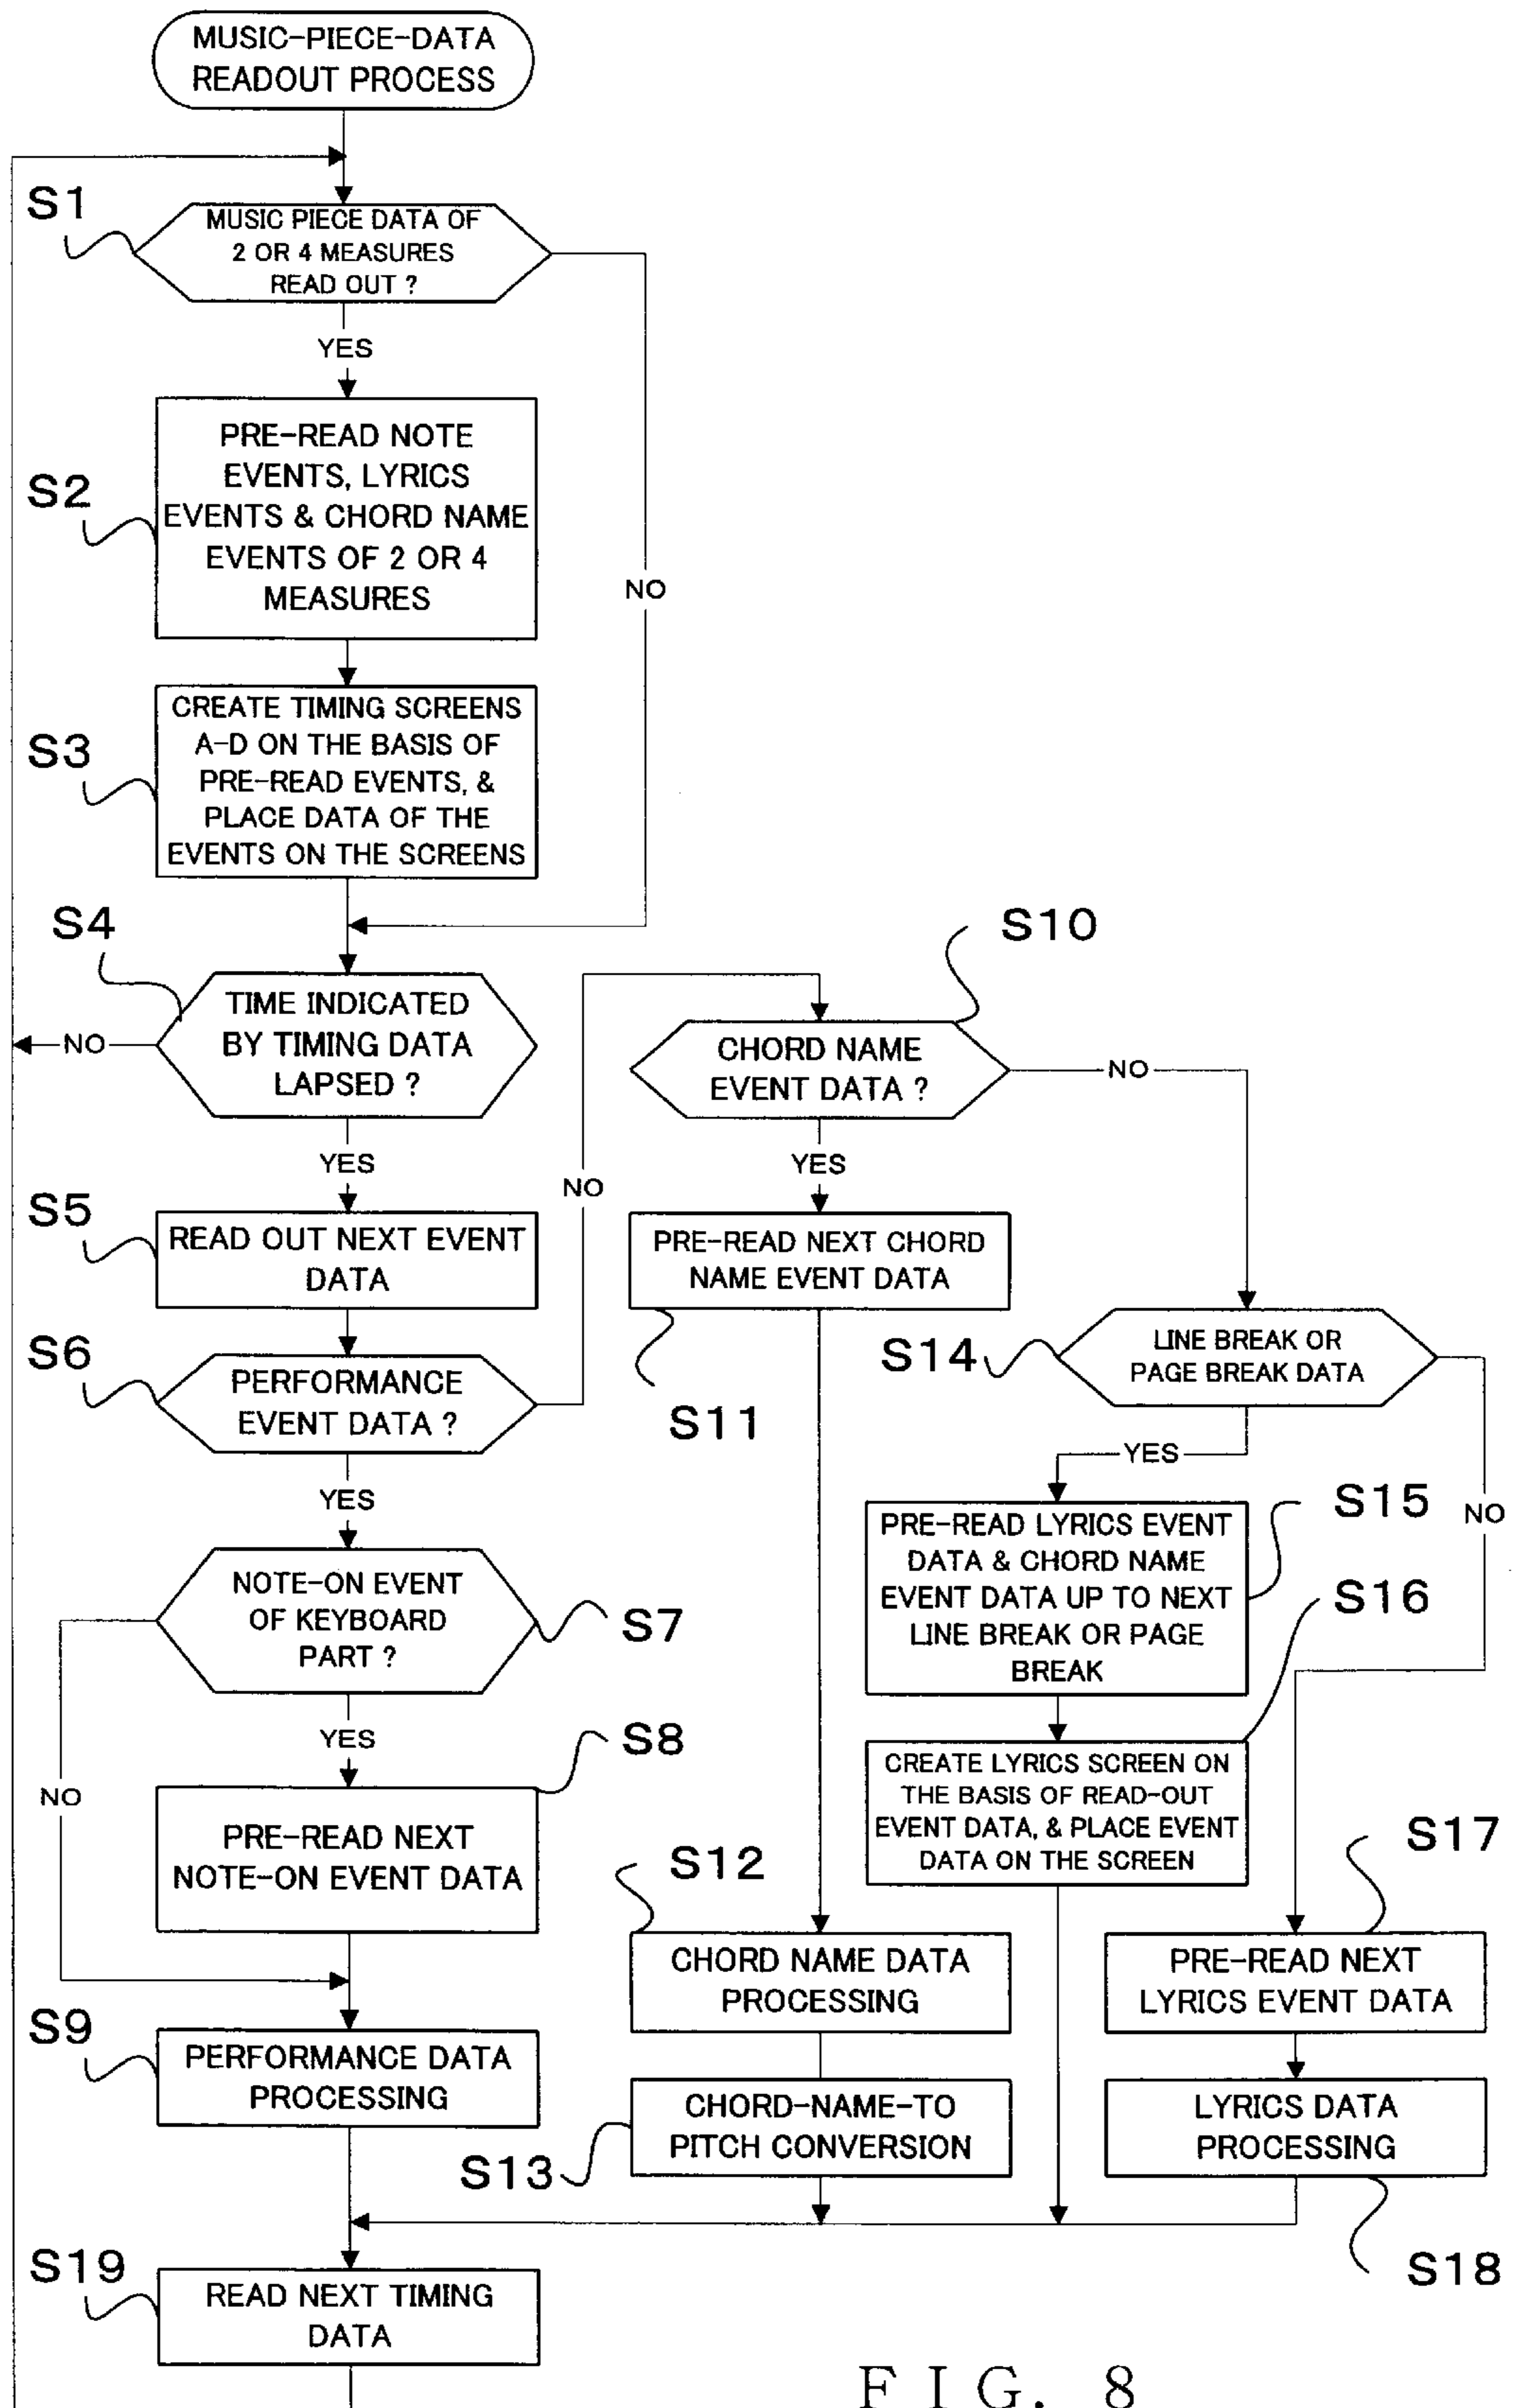 MUSIC-PIECE-DATA
READOUT PROCESS
S1
MUSIC PIECE DATA OF
2 OR 4 MEASURES
READ OUT ?
YES
NO
S2
PRE-READ NOTE
EVENTS, LYRICS
EVENTS & CHORD NAME
EVENTS OF 2 OR 4
MEASURES
S3
CREATE TIMING SCREENS
A-D ON THE BASIS OF
PRE-READ EVENTS, &
PLACE DATA OF THE
EVENTS ON THE SCREENS
S4
TIME INDICATED
BY TIMING DATA
LAPSED ?
NO
YES
S5
READ OUT NEXT EVENT
DATA
S6
PERFORMANCE
EVENT DATA ?
NO
YES
NOTE-ON EVENT
OF KEYBOARD
PART ?
S7
YES
NO
S8
PRE-READ NEXT
NOTE-ON EVENT DATA
S9
PERFORMANCE DATA
PROCESSING
S10
CHORD NAME
EVENT DATA ?
NO
YES
PRE-READ NEXT CHORD
NAME EVENT DATA
S11
S12
CHORD NAME DATA
PROCESSING
CHORD-NAME-TO
PITCH CONVERSION
S13
S14
LINE BREAK OR
PAGE BREAK DATA
YES
NO
S15
PRE-READ LYRICS EVENT
DATA & CHORD NAME
EVENT DATA UP TO NEXT
LINE BREAK OR PAGE
BREAK
S16
CREATE LYRICS SCREEN ON
THE BASIS OF READ-OUT
EVENT DATA, & PLACE EVENT
DATA ON THE SCREEN
S17
PRE-READ NEXT
LYRICS EVENT DATA
LYRICS DATA
PROCESSING
S18
S19
READ NEXT TIMING
DATA
FIG. 8